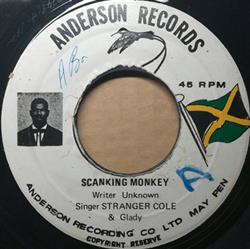 ANDERSON RECORDS
A.B.
45 RPM
A
SCANKING MONKEY
Writer Unknown
Singer STRANGER COLE
& Glady
ANDERSON RECORDING CO LTD MAY PEN
COPYRIGHT RESERVE